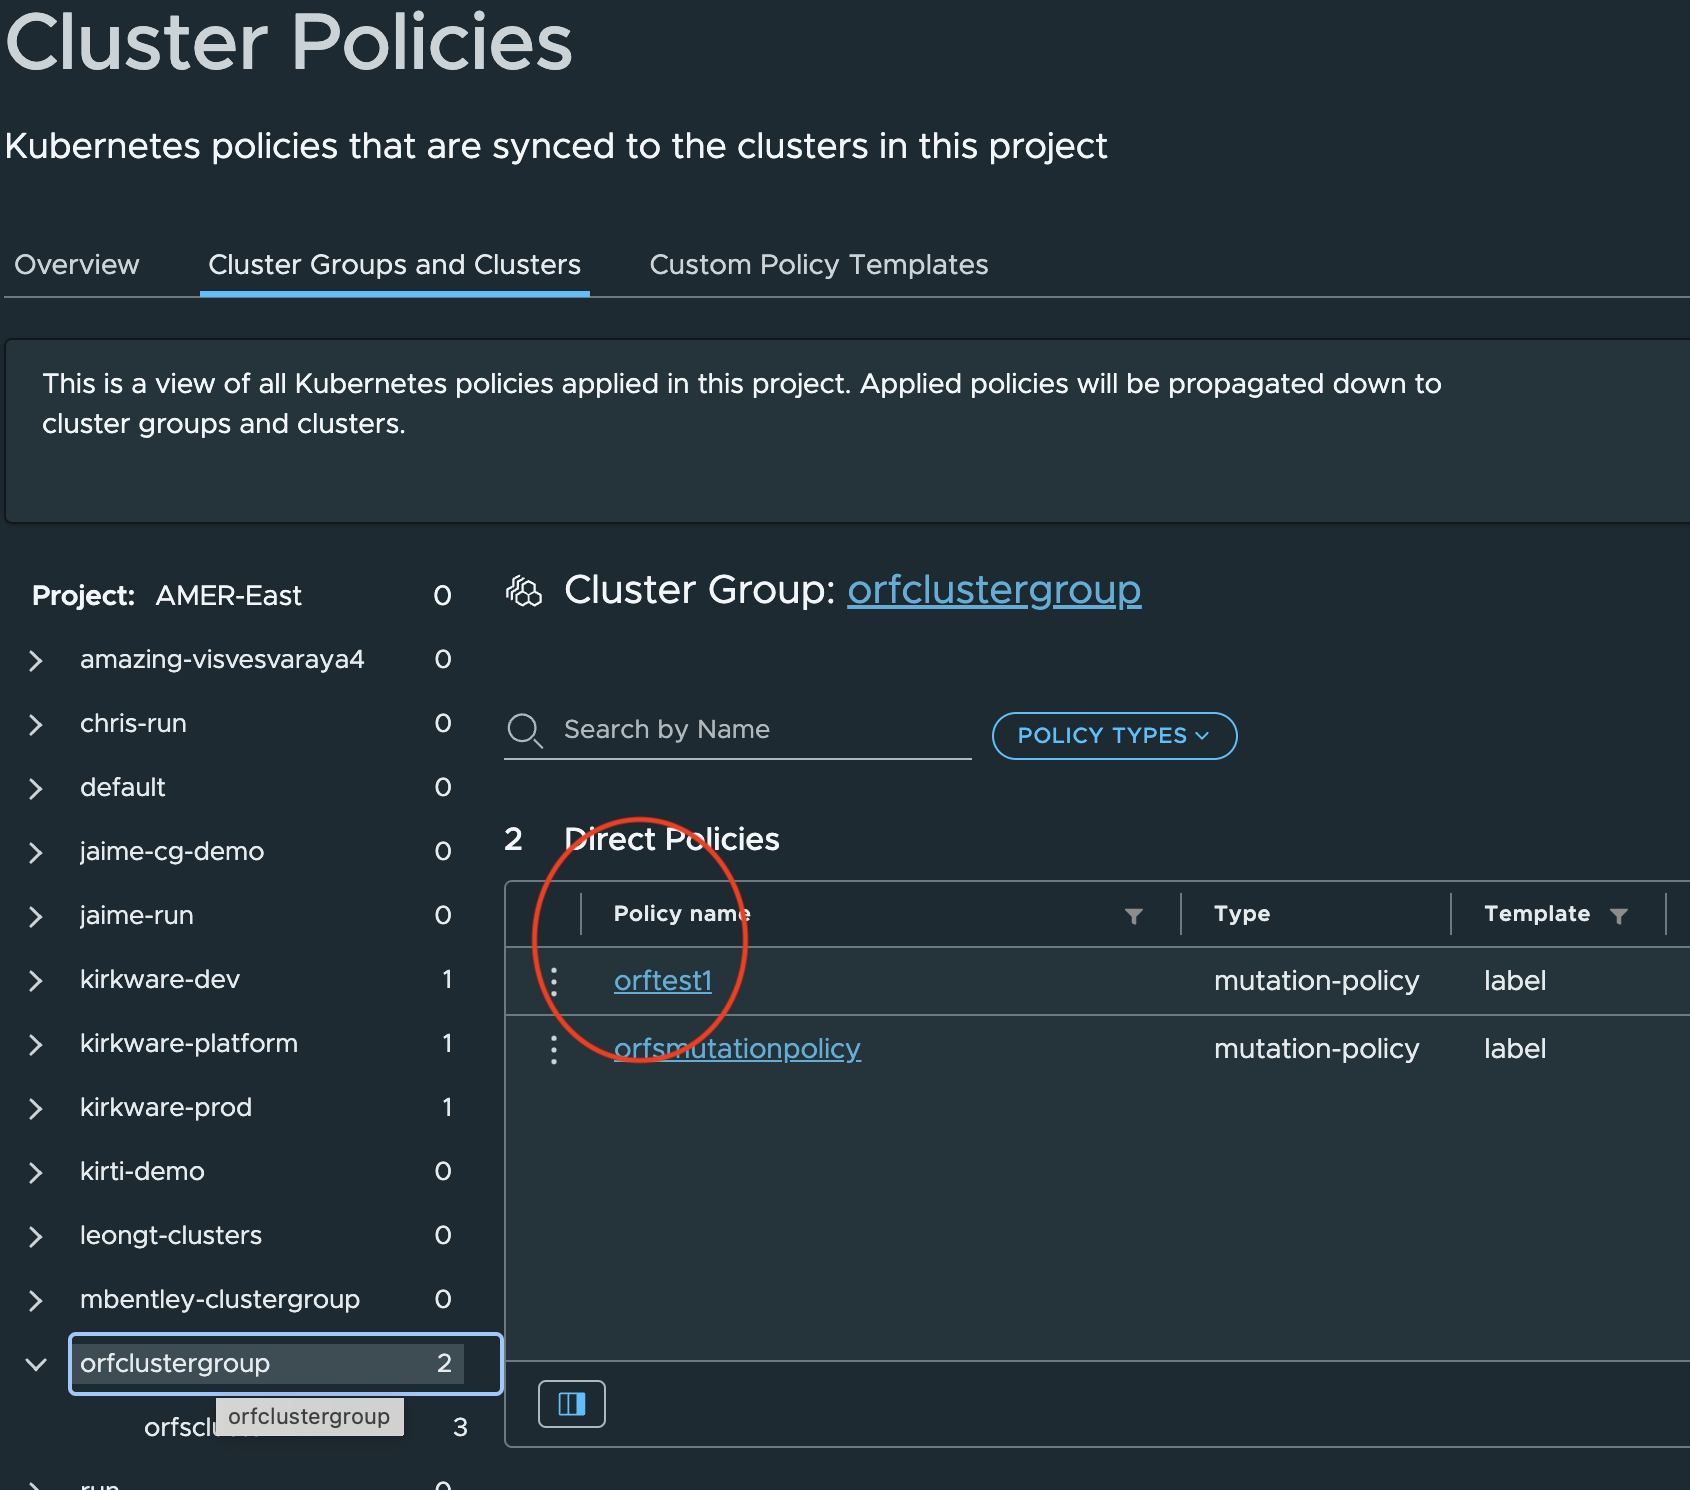 Cluster Policies
Kubernetes policies that are synced to the clusters in this project
Overview Cluster Groups and Clusters Custom Policy Templates
This is a view of all Kubernetes policies applied in this project. Applied policies will be propagated down to
cluster groups and clusters.
Project: AMER-East 0
amazing-visvesvaraya4 0
chris-run 0
default 0
jaime-cg-demo 0
jaime-run 0
kirkware-dev 1
kirkware-platform 1
kirkware-prod 1
kirti-demo 0
leongt-clusters 0
mbentley-clustergroup 0
orfclustergroup 2
orfclustergroup
3
run 0
Cluster Group: orfclustergroup
Search by Name POLICY TYPES
2 Direct Policies
Policy name Type Template
orftest1 mutation-policy label
orfsmutationpolicy mutation-policy label